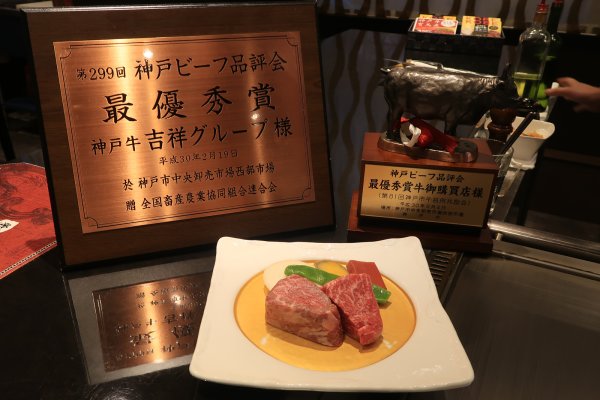 第299回 神戸ビーフ品評会
最優秀賞
神戸牛 吉祥グループ様
平成30年2月19日
於 神戸市中央卸売市場西部市場
贈 全国畜産農業協同組合連合会
神戸ビーフ品評会
最優秀賞牛御購買店様